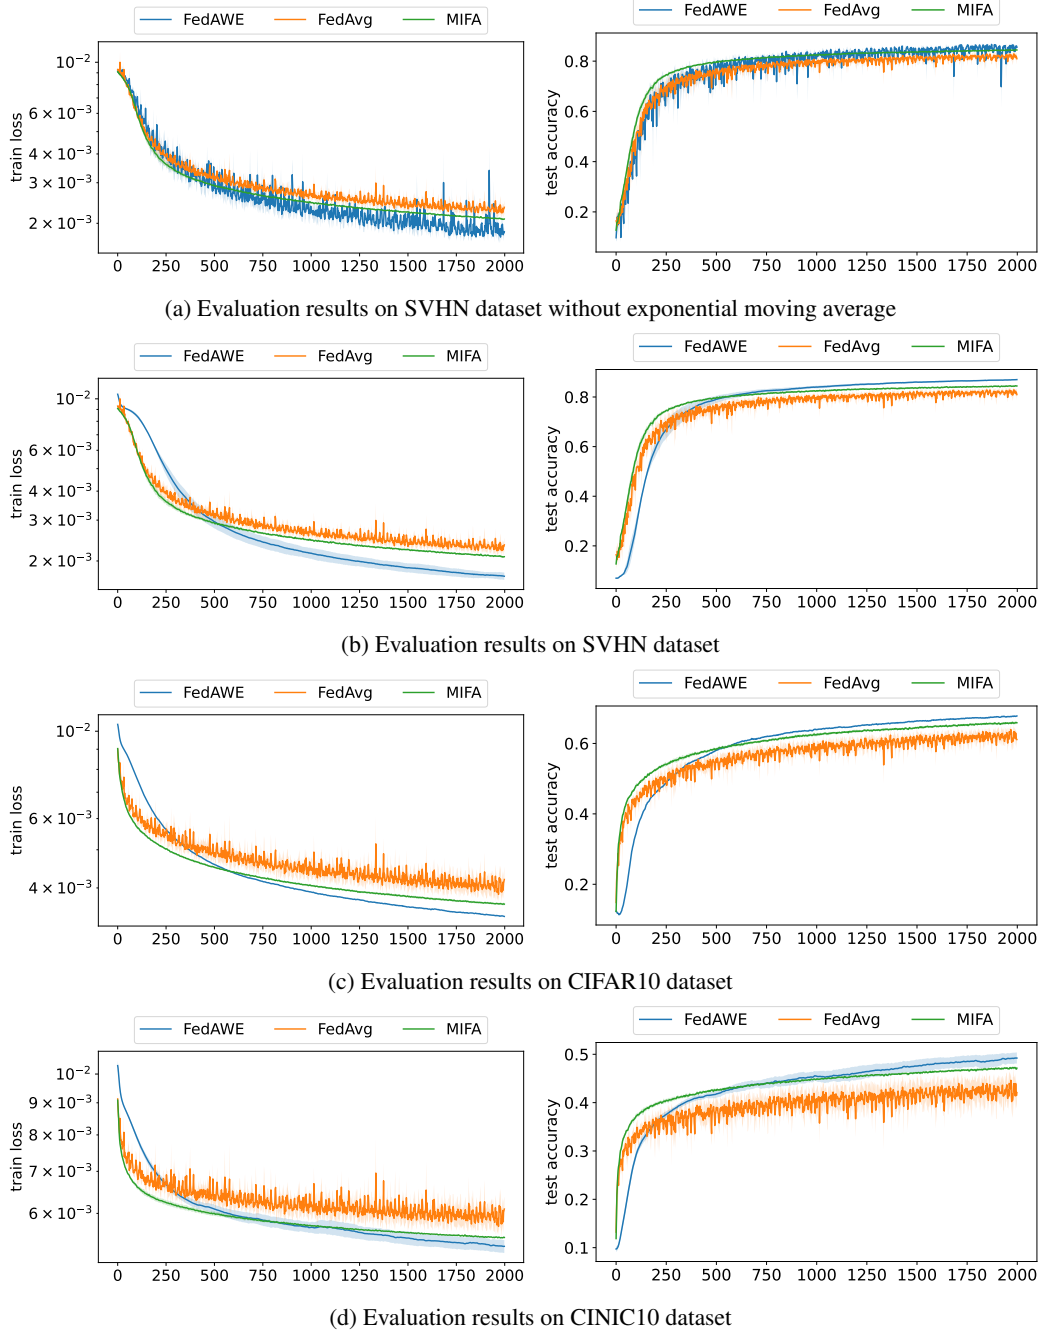 FedAWE FedAvg MIFA
FedAWE FedAvg MIFA
train loss
10⁻²
6 × 10⁻³
4 × 10⁻³
3 × 10⁻³
2 × 10⁻³
0 250 500 750 1000 1250 1500 1750 2000
test accuracy
0.8
0.6
0.4
0.2
0 250 500 750 1000 1250 1500 1750 2000
(a) Evaluation results on SVHN dataset without exponential moving average
FedAWE FedAvg MIFA
FedAWE FedAvg MIFA
train loss
10⁻²
6 × 10⁻³
4 × 10⁻³
3 × 10⁻³
2 × 10⁻³
0 250 500 750 1000 1250 1500 1750 2000
test accuracy
0.8
0.6
0.4
0.2
0 250 500 750 1000 1250 1500 1750 2000
(b) Evaluation results on SVHN dataset
FedAWE FedAvg MIFA
FedAWE FedAvg MIFA
train loss
10⁻²
6 × 10⁻³
4 × 10⁻³
0 250 500 750 1000 1250 1500 1750 2000
test accuracy
0.6
0.4
0.2
0 250 500 750 1000 1250 1500 1750 2000
(c) Evaluation results on CIFAR10 dataset
FedAWE FedAvg MIFA
FedAWE FedAvg MIFA
train loss
10⁻²
9 × 10⁻³
8 × 10⁻³
7 × 10⁻³
6 × 10⁻³
0 250 500 750 1000 1250 1500 1750 2000
test accuracy
0.5
0.4
0.3
0.2
0.1
0 250 500 750 1000 1250 1500 1750 2000
(d) Evaluation results on CINIC10 dataset